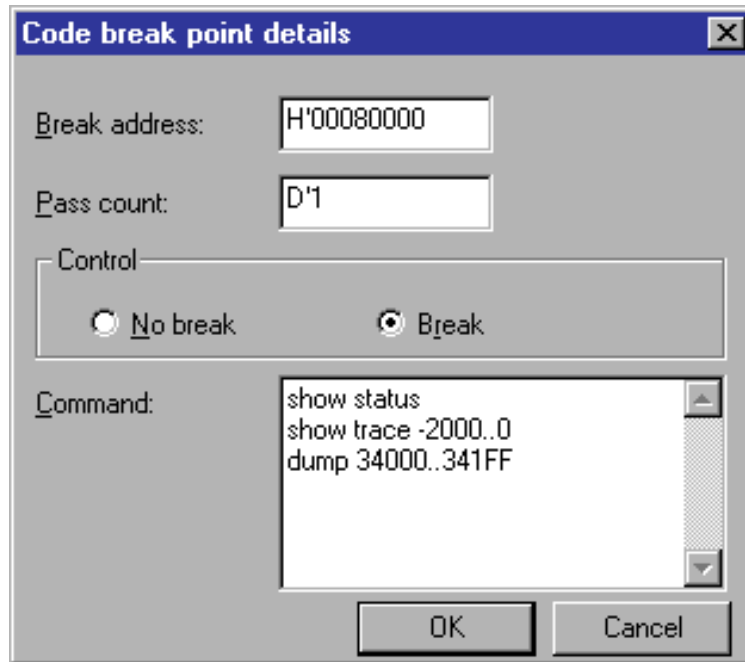 Code break point details
Break address: H'00080000
Pass count: D'1
Control
No break Break
Command: show status
show trace -2000..0
dump 34000..341FF
OK Cancel